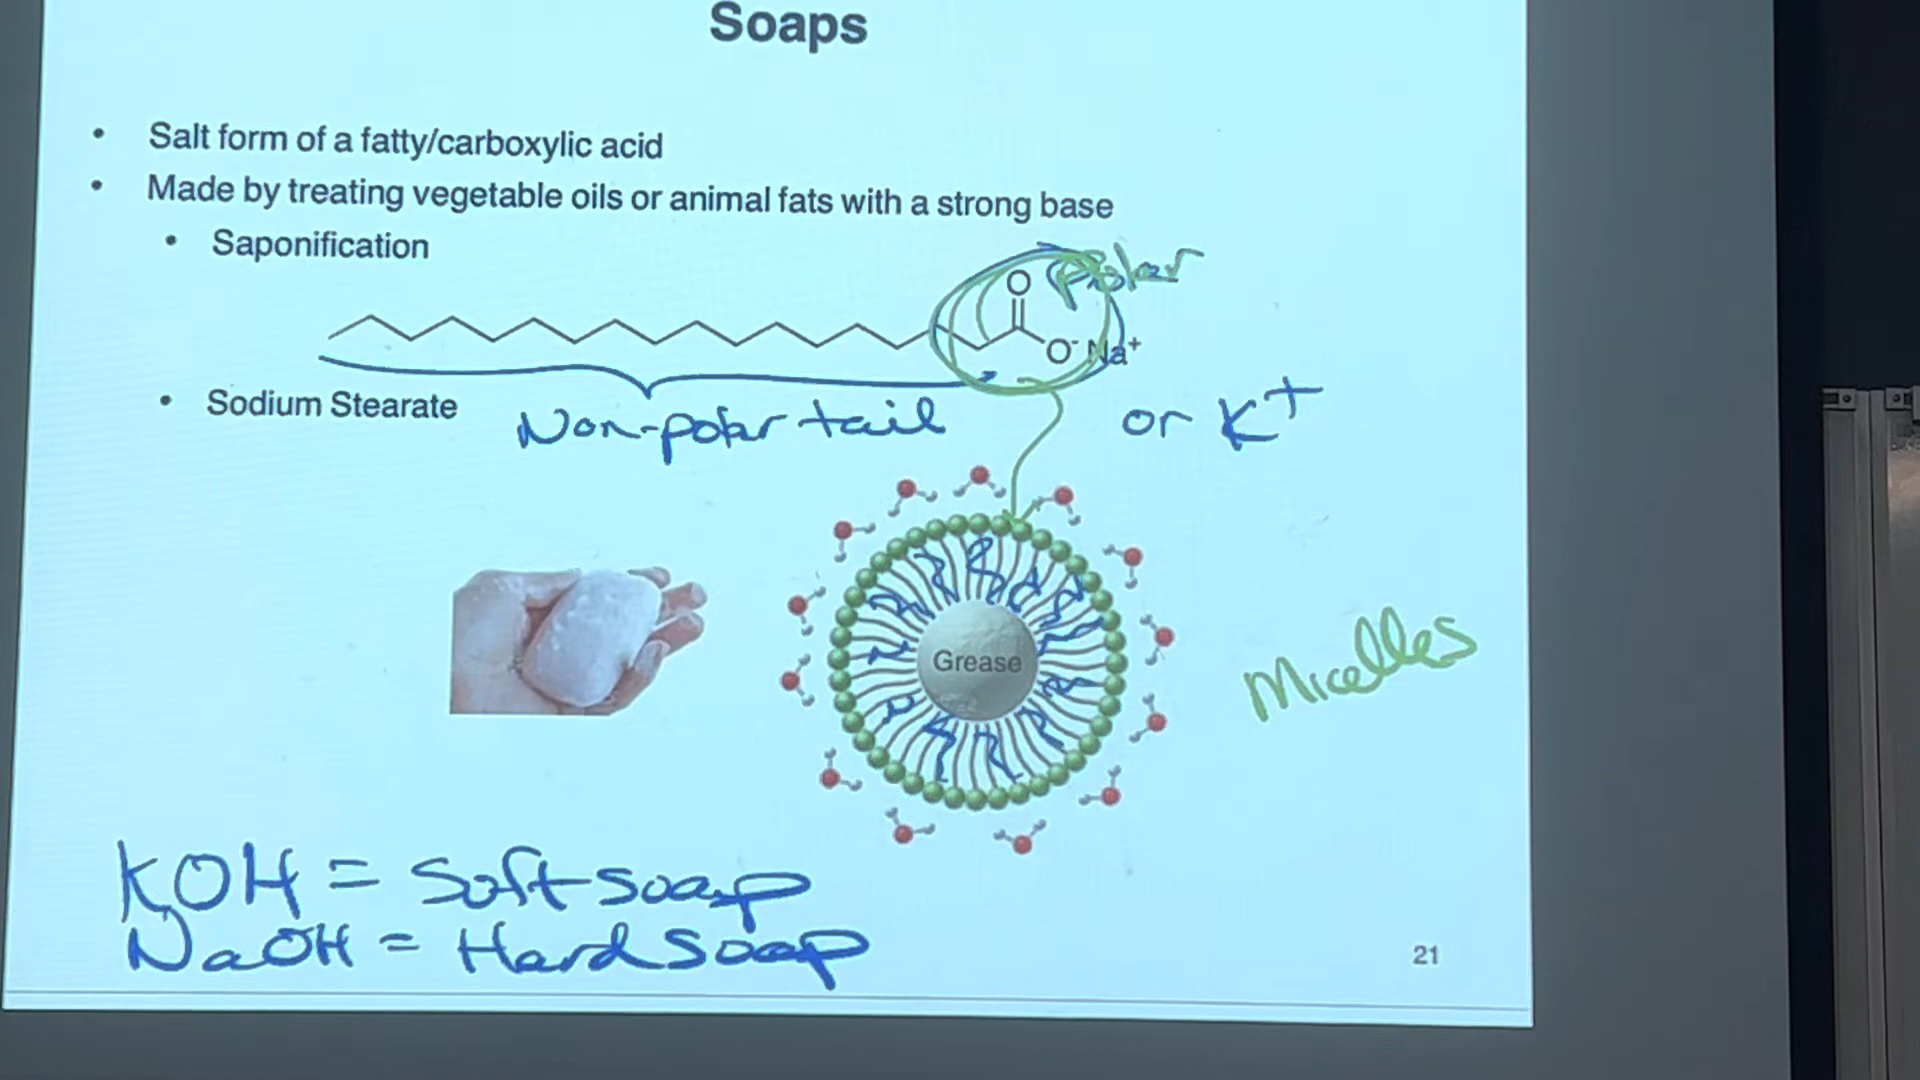 Soaps
• Salt form of a fatty/carboxylic acid
• Made by treating vegetable oils or animal fats with a strong base
• Saponification
Polar
O
O⁻ Na⁺
• Sodium Stearate
Non-polar tail
or K⁺
Grease
Micelles
KOH = Soft soap
NaOH = Hard soap
21